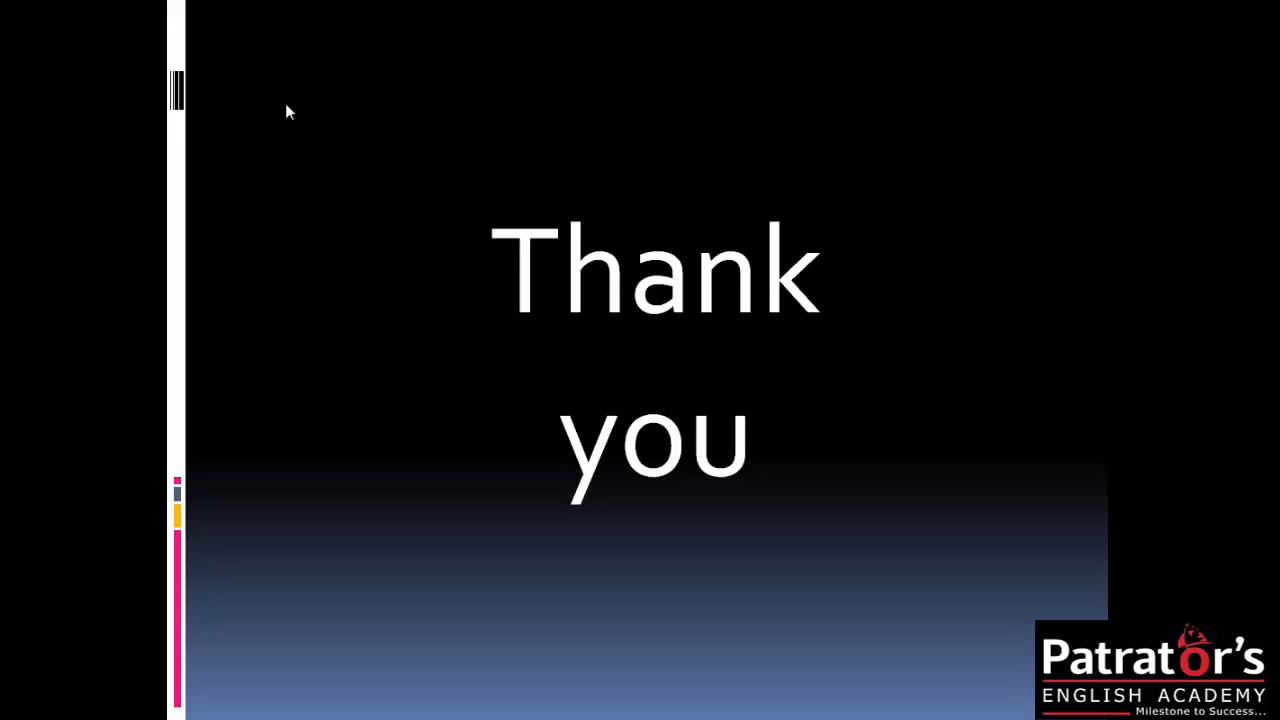 Thank
you
Patrator's
ENGLISH ACADEMY
Milestone to Success...